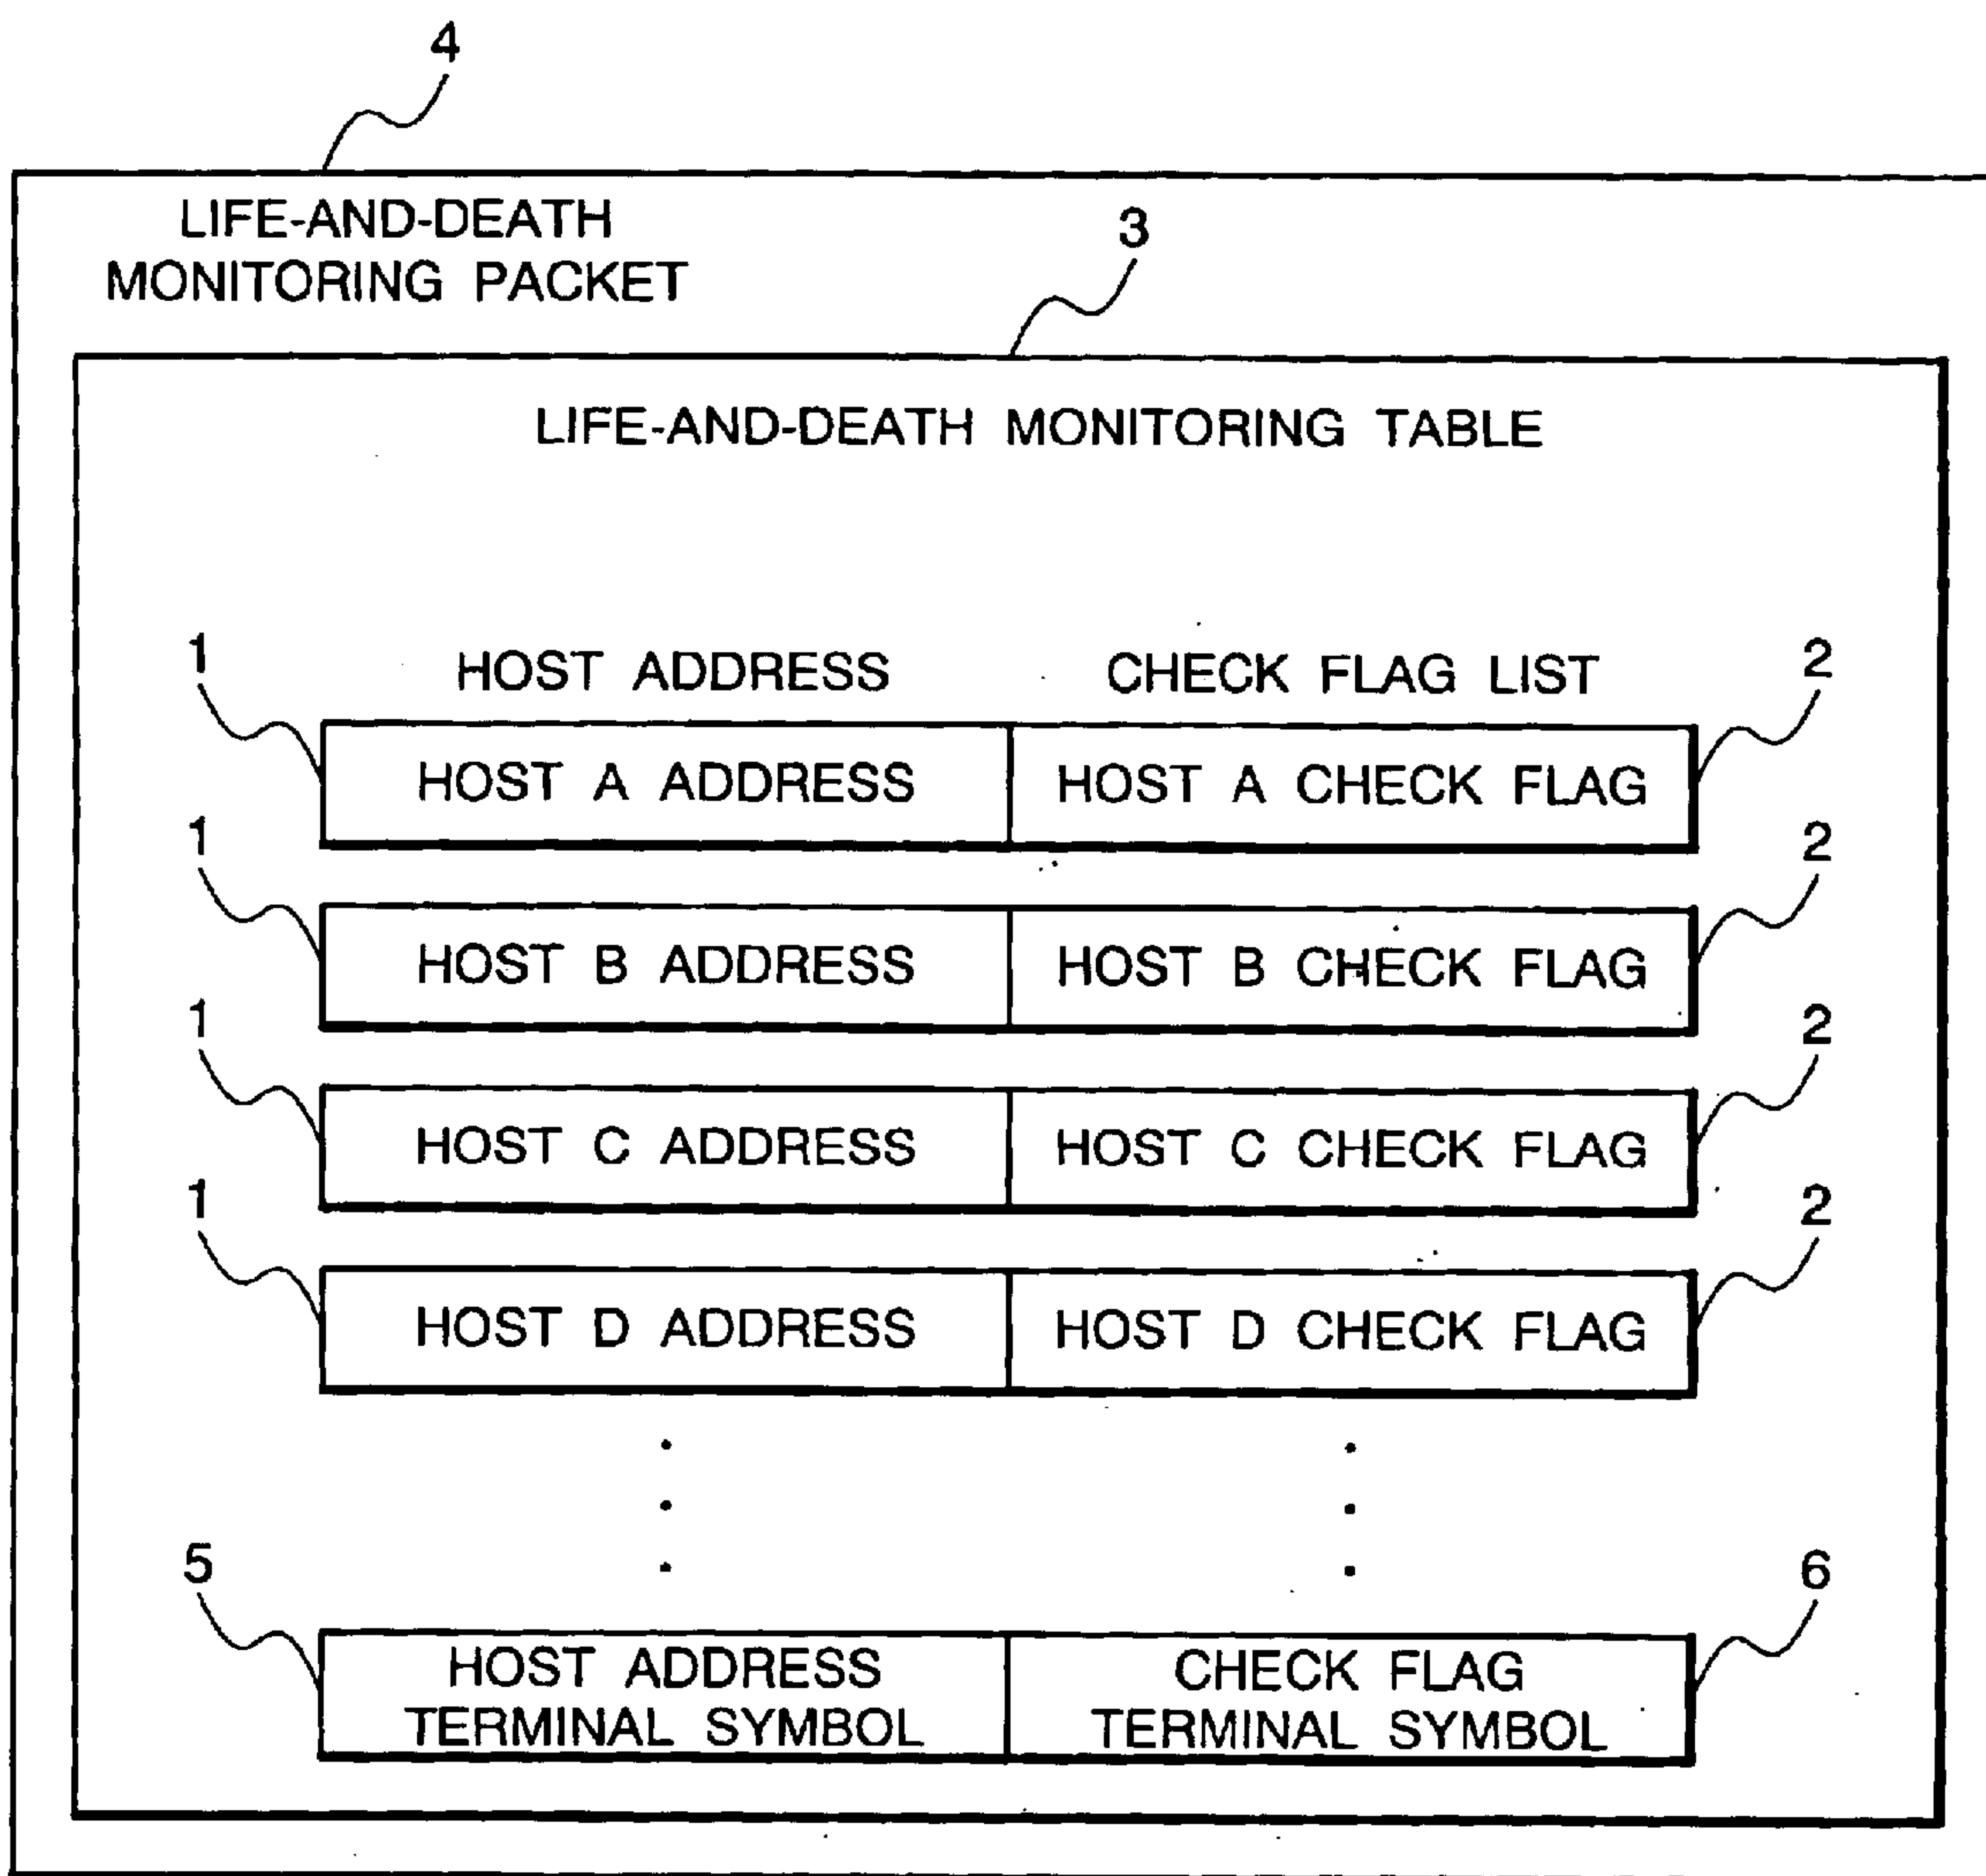 4
LIFE-AND-DEATH
MONITORING PACKET
3
LIFE-AND-DEATH MONITORING TABLE
1 HOST ADDRESS CHECK FLAG LIST 2
HOST A ADDRESS HOST A CHECK FLAG
1 2
HOST B ADDRESS HOST B CHECK FLAG
1 2
HOST C ADDRESS HOST C CHECK FLAG
1 2
HOST D ADDRESS HOST D CHECK FLAG
5 6
HOST ADDRESS CHECK FLAG
TERMINAL SYMBOL TERMINAL SYMBOL